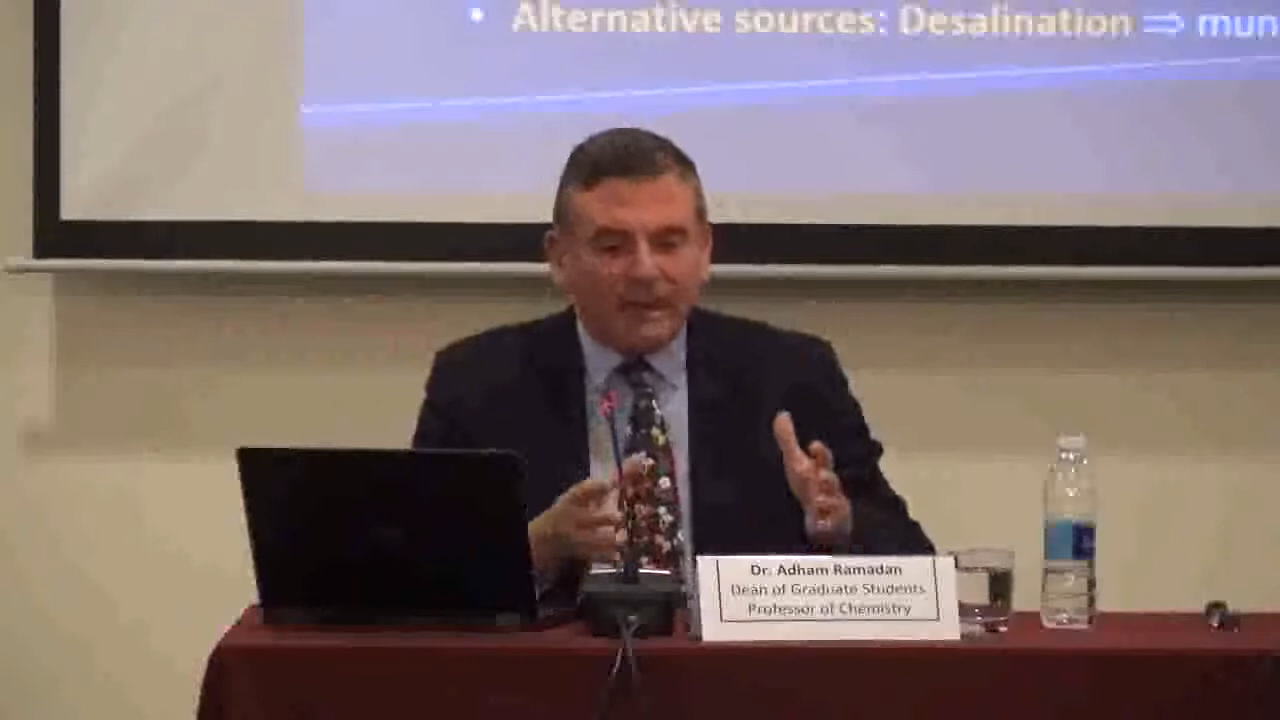 • Alternative sources: Desalination ⇒ mun
Dr. Adham Ramadan
Dean of Graduate Students
Professor of Chemistry